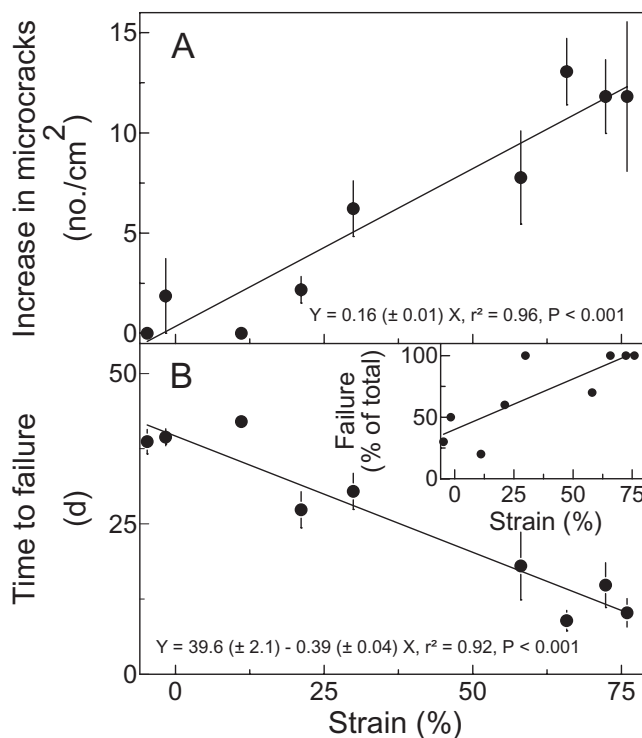 A
15
10
5
0
Increase in microcracks
(no./cm²)
Y = 0.16 (± 0.01) X, r² = 0.96, P < 0.001
B
50
25
0
Time to failure
(d)
100
75
50
25
0
Failure
(% of total)
0 25 50 75
Strain (%)
Y = 39.6 (± 2.1) - 0.39 (± 0.04) X, r² = 0.92, P < 0.001
0 25 50 75
Strain (%)